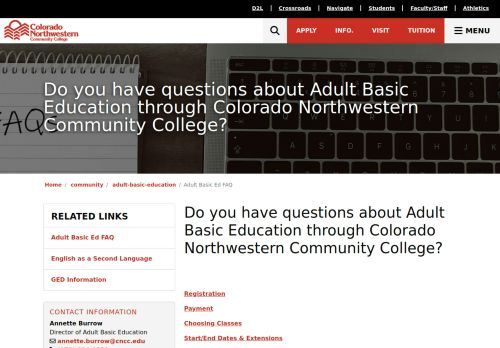 D2L | Crossroads | Navigate | Students | Faculty/Staff | Athletics
Colorado
Northwestern
Community College
APPLY INFO. VISIT TUITION MENU
FAQs
Do you have questions about Adult Basic
Education through Colorado Northwestern
Community College?
Home / community / adult-basic-education / Adult Basic Ed FAQ
RELATED LINKS
Adult Basic Ed FAQ
English as a Second Language
GED Information
CONTACT INFORMATION
Annette Burrow
Director of Adult Basic Education
annette.burrow@cncc.edu
Do you have questions about Adult
Basic Education through Colorado
Northwestern Community College?
Registration
Payment
Choosing Classes
Start/End Dates & Extensions